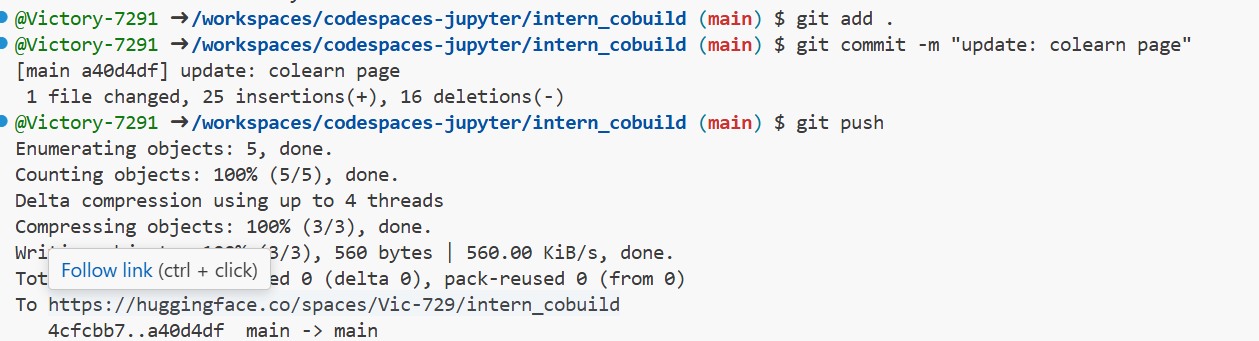 @Victory-7291 ➜/workspaces/codespaces-jupyter/intern_cobuild (main) $ git add .
@Victory-7291 ➜/workspaces/codespaces-jupyter/intern_cobuild (main) $ git commit -m "update: colearn page"
[main a40d4df] update: colearn page
 1 file changed, 25 insertions(+), 16 deletions(-)
@Victory-7291 ➜/workspaces/codespaces-jupyter/intern_cobuild (main) $ git push
Enumerating objects: 5, done.
Counting objects: 100% (5/5), done.
Delta compression using up to 4 threads
Compressing objects: 100% (3/3), done.
3/3), 560 bytes | 560.00 KiB/s, done.
Follow link (ctrl + click)
0 (delta 0), pack-reused 0 (from 0)
To https://huggingface.co/spaces/Vic-729/intern_cobuild
   4cfcbb7..a40d4df  main -> main